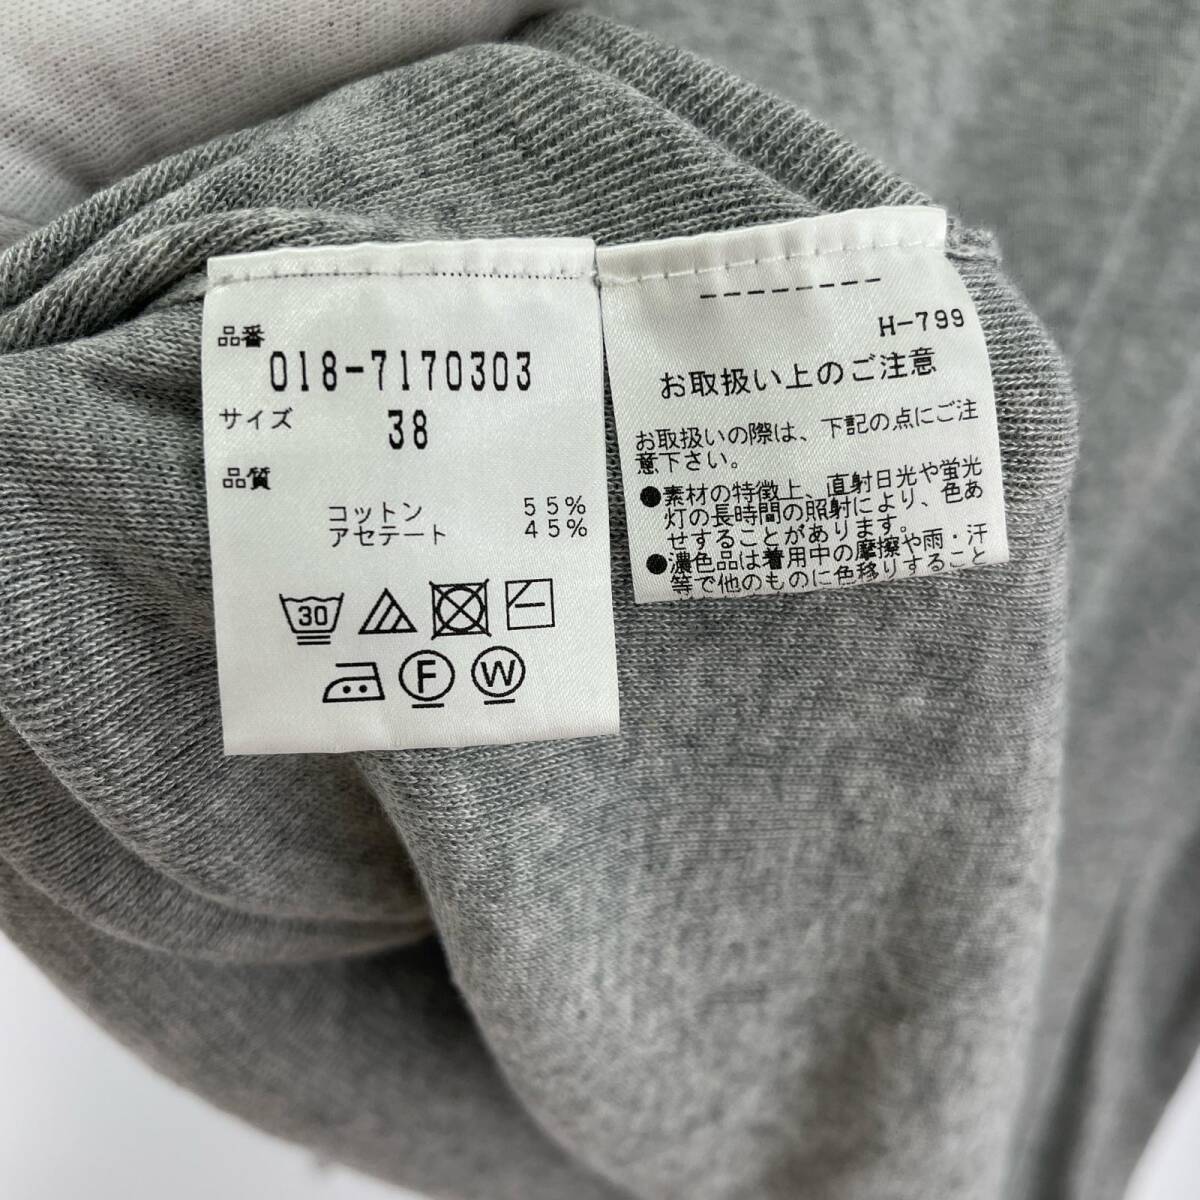 品番
018-7170303
サイズ
38
品質
コットン 55%
アセテート 45%
30
F
W
--------
H-799
お取扱い上のご注意
お取扱いの際は、下記の点にご注
意下さい。
●素材の特徴上、直射日光や蛍光
灯の長時間の照射により、色あ
せすることがあります。
●濃色品は着用中の摩擦や雨・汗
等で他のものに色移りすること